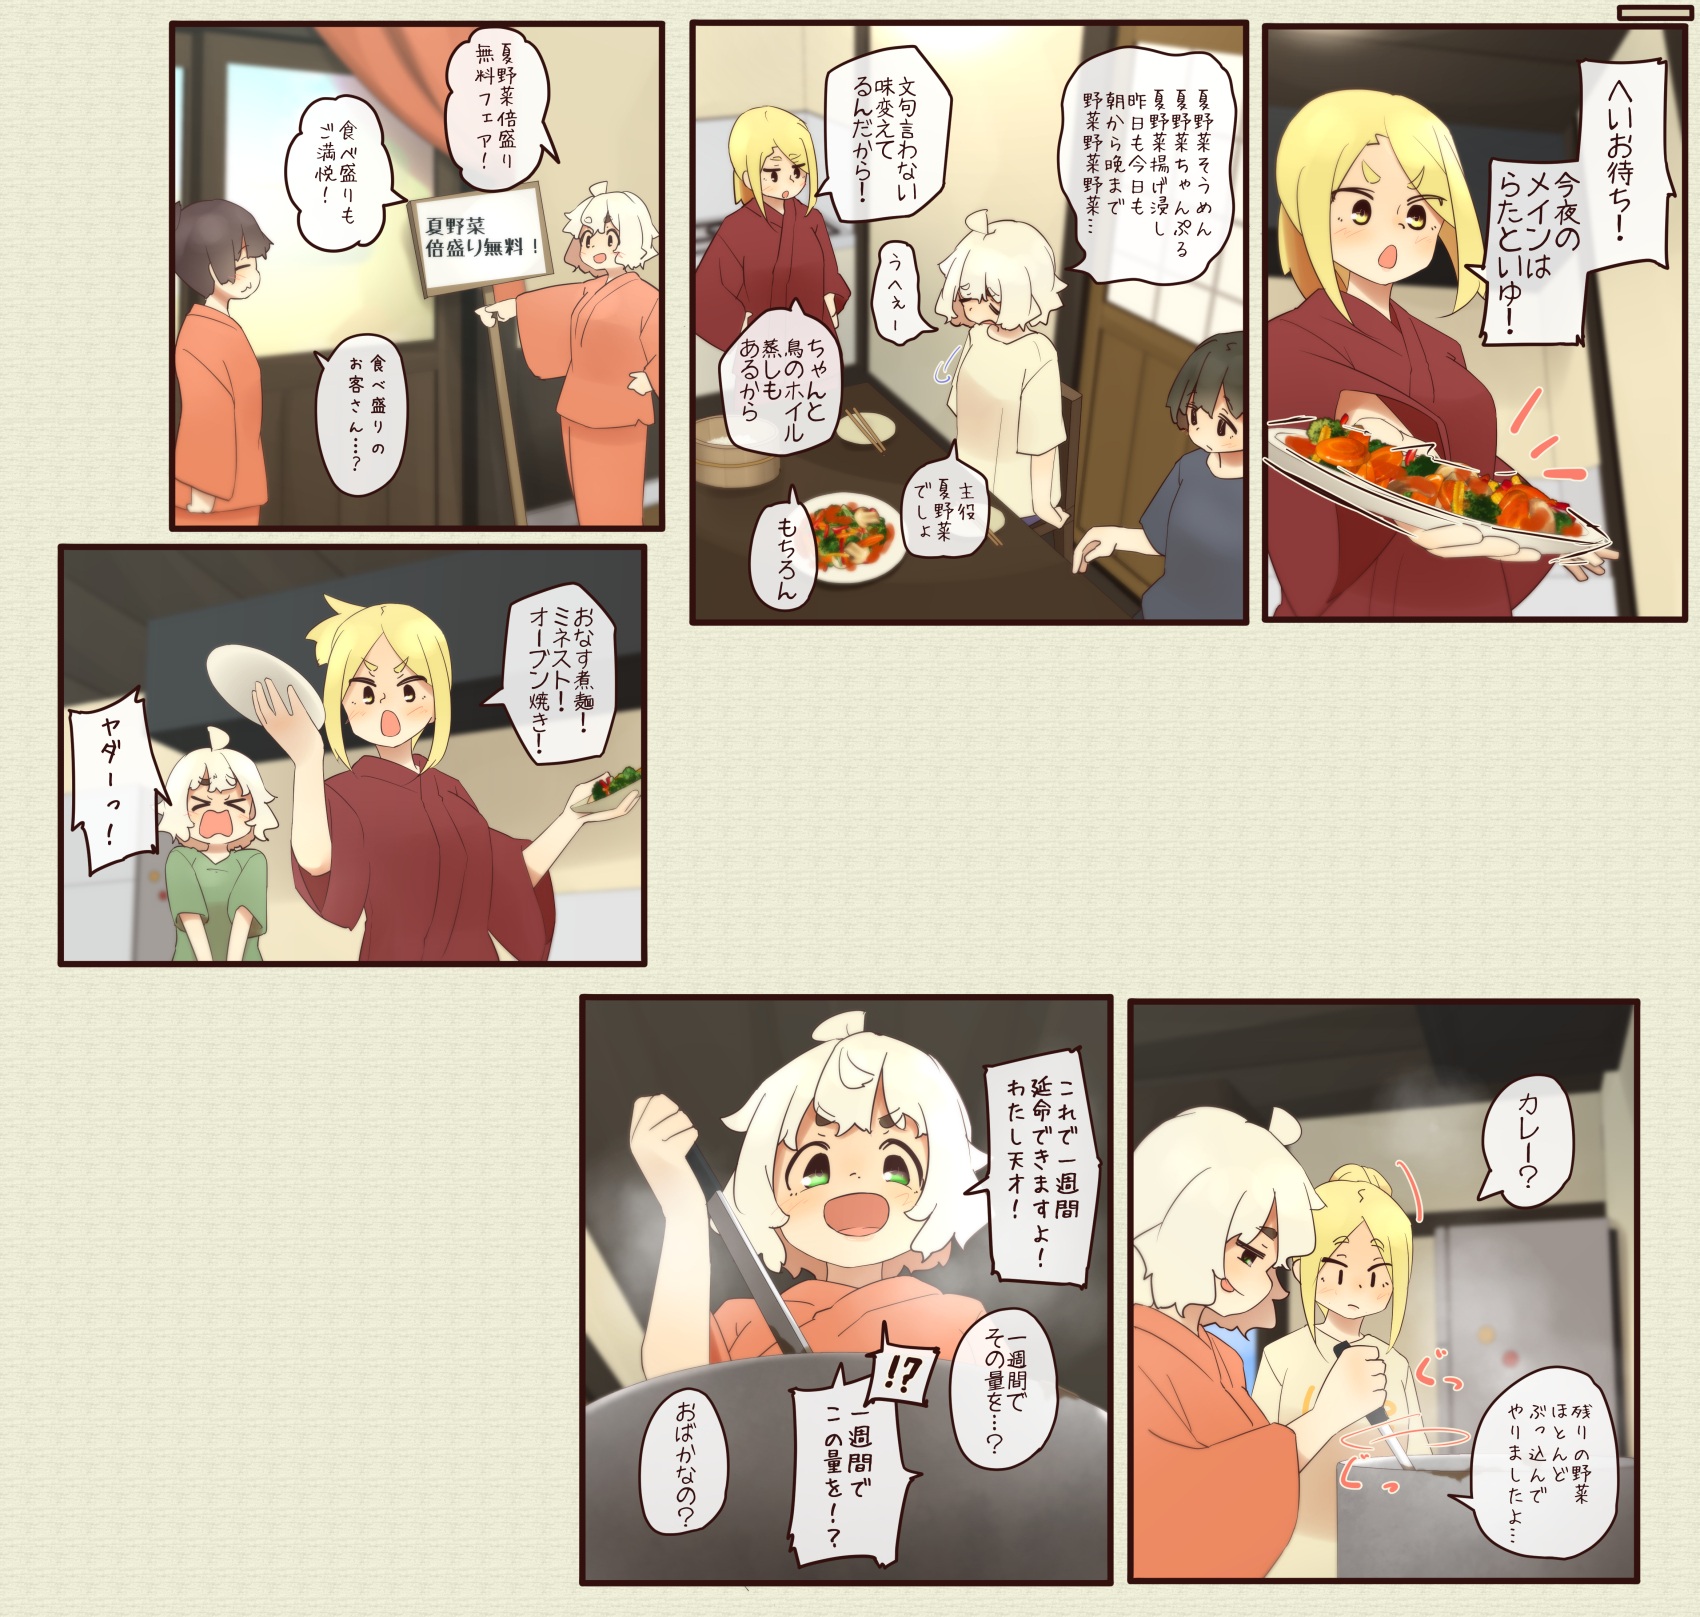 へいお待ち！
今夜の
メインは
らたといゆ！
夏野菜そうめん
夏野菜ちゃんぷる
夏野菜揚げ浸し
昨日も今日も
朝から晩まで
野菜野菜野菜…
うへぇー
文句言わない
味変えて
るんだから！
ちゃんと
鳥のホイル
蒸しも
あるから
主役
夏野菜
でしょ
もちろん
夏野菜倍盛り
無料フェア！
食べ盛りも
ご満悦！
夏野菜
倍盛り無料！
食べ盛りの
お客さん…？
おなす煮麺！
ミネスト！
オーブン焼き！
ヤダーっ！
カレー？
ぐっ
ぐっ
残りの野菜
ほとんど
ぶっ込んで
やりましたよ…
これで一週間
延命できますよ！
わたし天才！
一週間で
その量を…？
!?
一週間で
この量を！？
おばかなの？